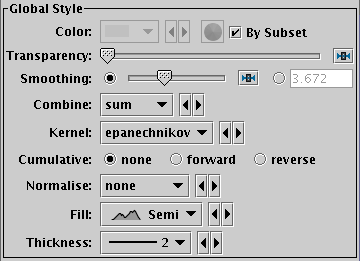 Global Style
Color: By Subset
Transparency:
Smoothing: 3.672
Combine: sum
Kernel: epanechnikov
Cumulative: none forward reverse
Normalise: none
Fill: Semi
Thickness: 2